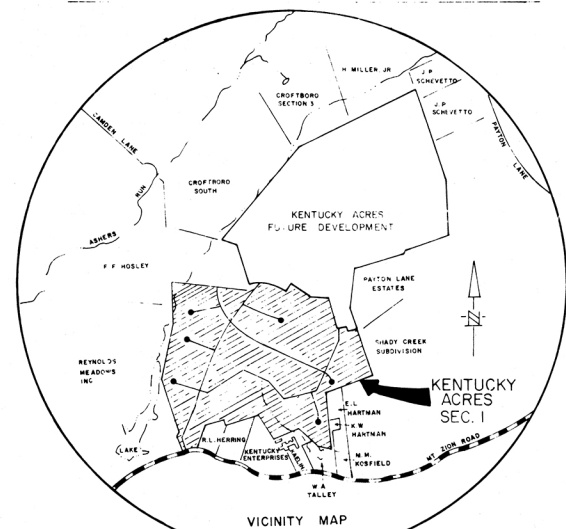 H. MILLER, JR
J. P.
SCHEVETTO
CROFTBORO
SECTION 3
J. P.
SCHEVETTO
CAMDEN LANE
PAYTON
LANE
CROFTBORO
SOUTH
RUN
ASHERS
KENTUCKY ACRES
FUTURE DEVELOPMENT
F. F. HOSLEY
PAYTON LANE
ESTATES
N
SHADY CREEK
SUBDIVISION
REYNOLDS
MEADOWS
INC
KENTUCKY
ACRES
SEC. 1
E. L.
HARTMAN
K. W.
HARTMAN
R. L. HERRING
LAKE
KENTUCKY
ENTERPRISES
M. M.
KOSFIELD
MT ZION ROAD
W. A.
TALLEY
VICINITY MAP